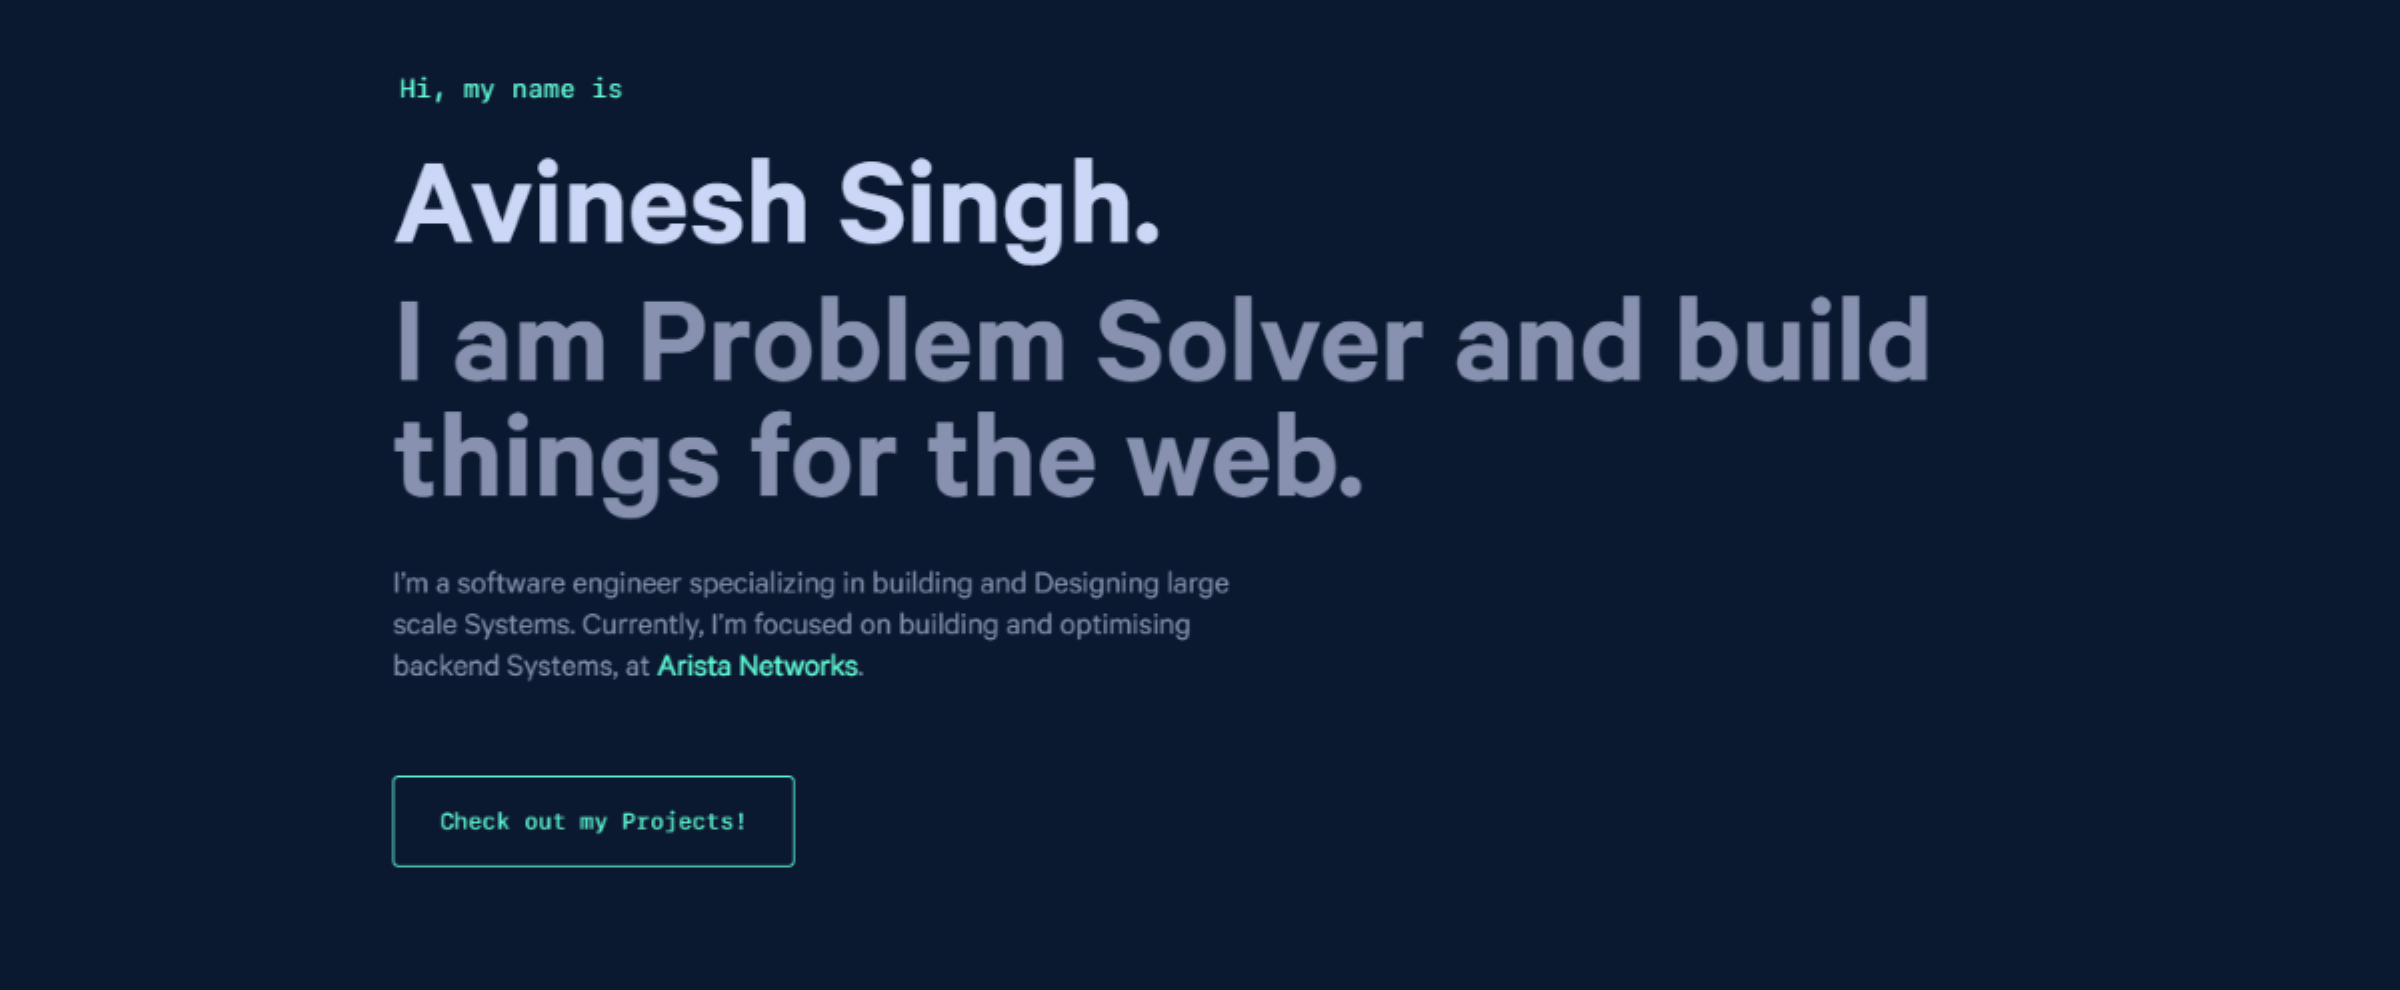 Hi, my name is
Avinesh Singh.
I am Problem Solver and build
things for the web.
I'm a software engineer specializing in building and Designing large
scale Systems. Currently, I'm focused on building and optimising
backend Systems, at Arista Networks.
Check out my Projects!